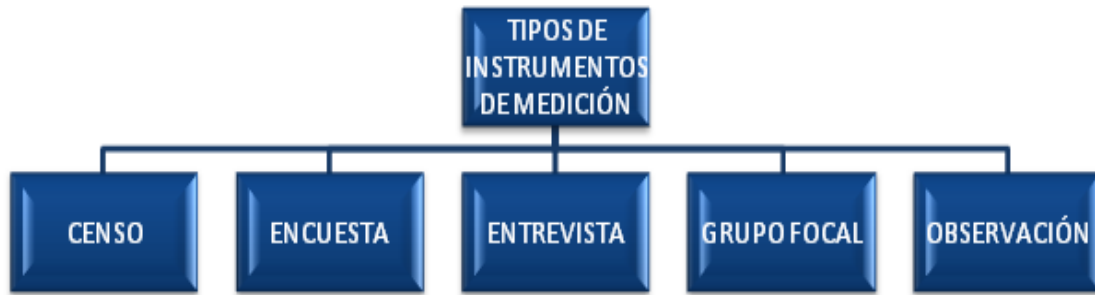 TIPOS DE
INSTRUMENTOS
DE MEDICIÓN
CENSO
ENCUESTA
ENTREVISTA
GRUPO FOCAL
OBSERVACIÓN